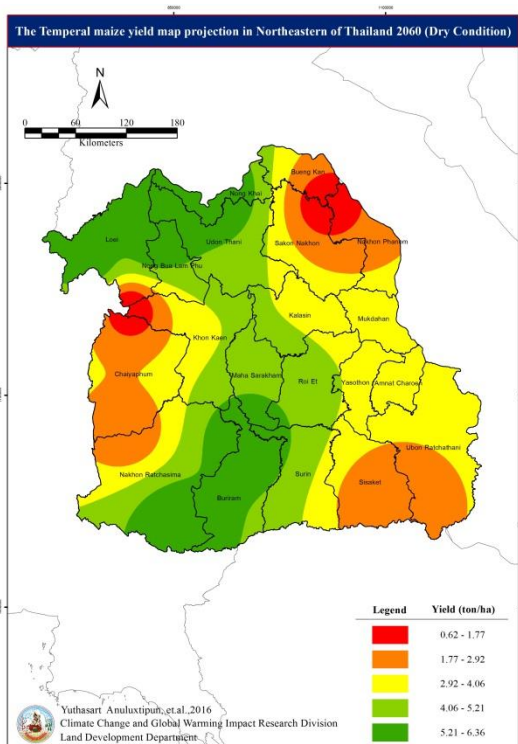 The Temperal maize yield map projection in Northeastern of Thailand 2060 (Dry Condition)
N
0 60 120 180
Kilometers
Bueng Kan
Nong Khai
Loei
Udon Thani
Sakon Nakhon
Nakhon Phanom
Nong Bua Lam Phu
Kalasin
Mukdahan
Khon Kaen
Chaiyaphum
Maha Sarakham
Roi Et
Yasothon
Amnat Charoen
Ubon Ratchathani
Nakhon Ratchasima
Surin
Sisaket
Buriram
Legend Yield (ton/ha)
0.62 - 1.77
1.77 - 2.92
2.92 - 4.06
4.06 - 5.21
5.21 - 6.36
Yuthasart Anuluxtipun, et.al.,2016
Climate Change and Global Warming Impact Research Division
Land Development Department